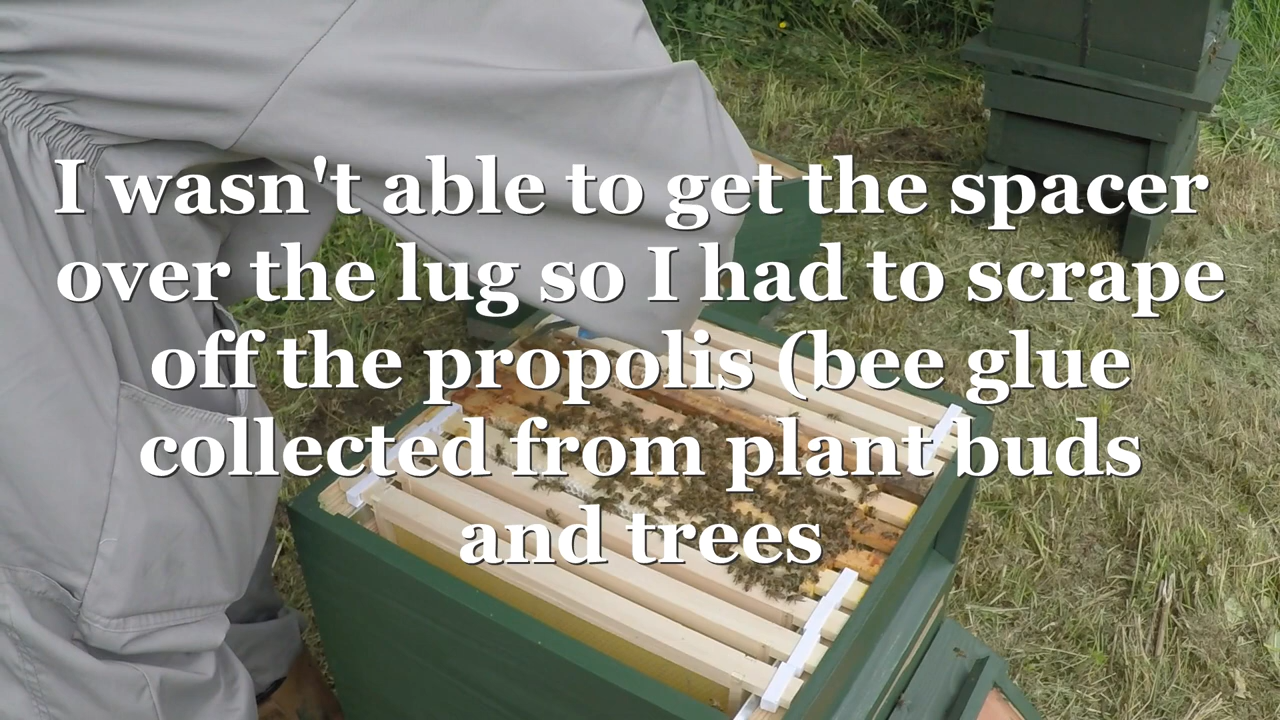 I wasn't able to get the spacer
over the lug so I had to scrape
off the propolis (bee glue
collected from plant buds
and trees